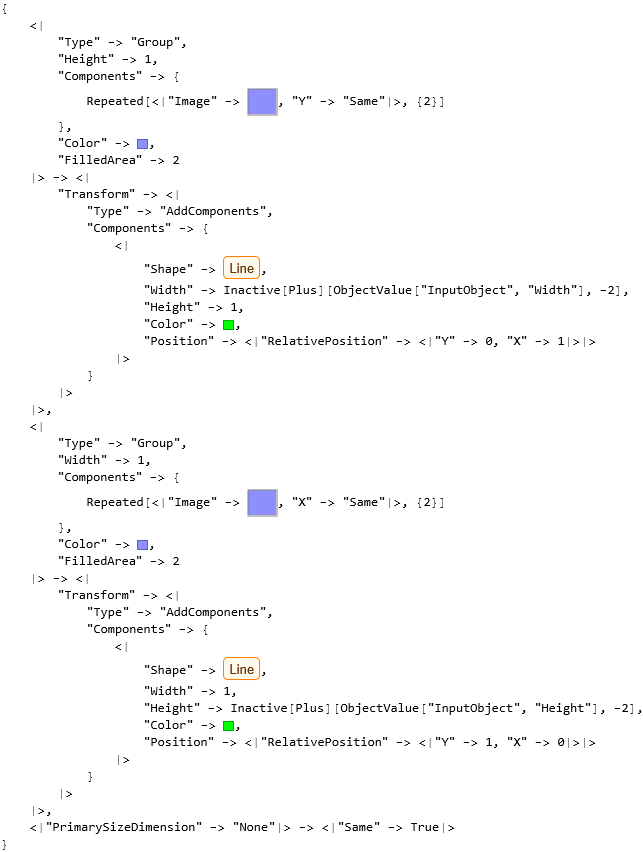 {
<|
"Type" -> "Group",
"Height" -> 1,
"Components" -> {
Repeated[<|"Image" -> , "Y" -> "Same"|>, {2}]
},
"Color" -> ,
"FilledArea" -> 2
|> -> <|
"Transform" -> <|
"Type" -> "AddComponents",
"Components" -> {
<|
"Shape" -> Line,
"Width" -> Inactive[Plus][ObjectValue["InputObject", "Width"], -2],
"Height" -> 1,
"Color" -> ,
"Position" -> <|"RelativePosition" -> <|"Y" -> 0, "X" -> 1|>|>
|>
}
|>
|>,
<|
"Type" -> "Group",
"Width" -> 1,
"Components" -> {
Repeated[<|"Image" -> , "X" -> "Same"|>, {2}]
},
"Color" -> ,
"FilledArea" -> 2
|> -> <|
"Transform" -> <|
"Type" -> "AddComponents",
"Components" -> {
<|
"Shape" -> Line,
"Width" -> 1,
"Height" -> Inactive[Plus][ObjectValue["InputObject", "Height"], -2],
"Color" -> ,
"Position" -> <|"RelativePosition" -> <|"Y" -> 1, "X" -> 0|>|>
|>
}
|>
|>,
<|"PrimarySizeDimension" -> "None"|> -> <|"Same" -> True|>
}